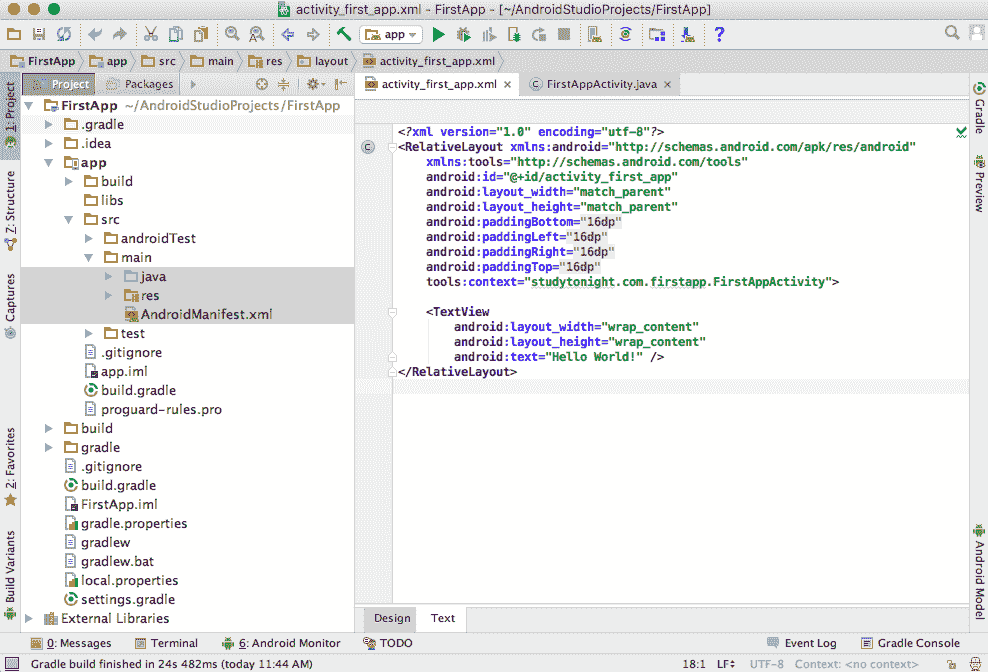 activity_first_app.xml - FirstApp - [~/AndroidStudioProjects/FirstApp]
app
?
FirstApp app src main res layout activity_first_app.xml
Project Packages
activity_first_app.xml × FirstAppActivity.java ×
1: Project
Z: Structure
Captures
2: Favorites
Build Variants
FirstApp ~/AndroidStudioProjects/FirstApp
.gradle
.idea
app
build
libs
src
androidTest
main
java
res
AndroidManifest.xml
test
.gitignore
app.iml
build.gradle
proguard-rules.pro
build
gradle
.gitignore
build.gradle
FirstApp.iml
gradle.properties
gradlew
gradlew.bat
local.properties
settings.gradle
External Libraries
C
<?xml version="1.0" encoding="utf-8"?>
<RelativeLayout xmlns:android="http://schemas.android.com/apk/res/android"
xmlns:tools="http://schemas.android.com/tools"
android:id="@+id/activity_first_app"
android:layout_width="match_parent"
android:layout_height="match_parent"
android:paddingBottom="16dp"
android:paddingLeft="16dp"
android:paddingRight="16dp"
android:paddingTop="16dp"
tools:context="studytonight.com.firstapp.FirstAppActivity">
<TextView
android:layout_width="wrap_content"
android:layout_height="wrap_content"
android:text="Hello World!" />
</RelativeLayout>
Gradle
Preview
Android Model
Design Text
0: Messages Terminal 6: Android Monitor TODO Event Log Gradle Console
Gradle build finished in 24s 482ms (today 11:44 AM) 18:1 LF÷ UTF-8 Context: <no context>